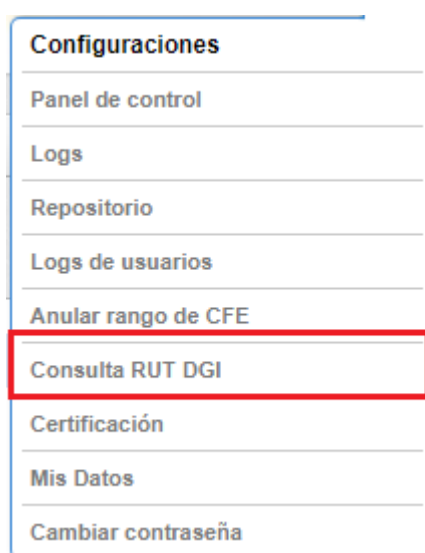 Configuraciones
Panel de control
Logs
Repositorio
Logs de usuarios
Anular rango de CFE
Consulta RUT DGI
Certificación
Mis Datos
Cambiar contraseña